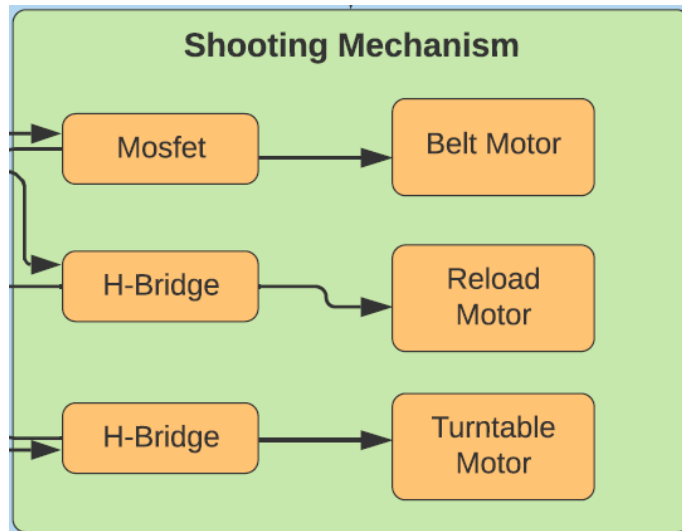 Shooting Mechanism
Mosfet
Belt Motor
H-Bridge
Reload
Motor
H-Bridge
Turntable
Motor